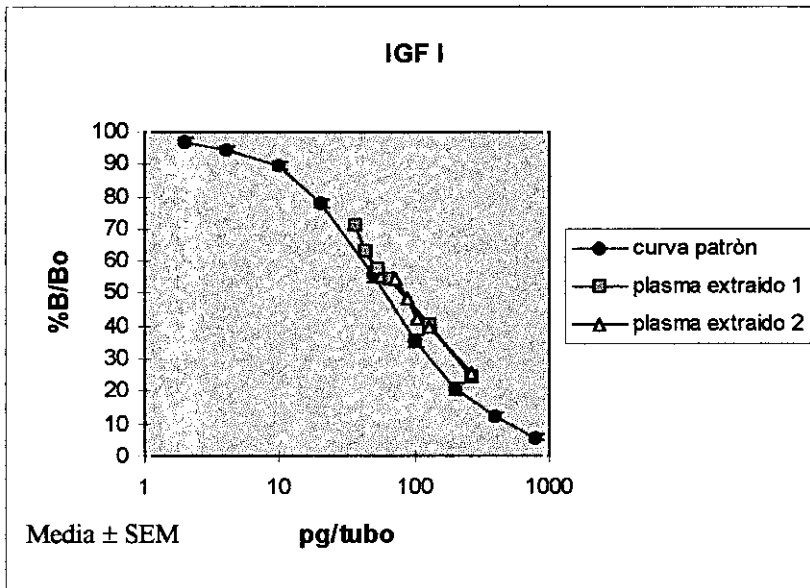 IGF I
%B/Bo
100
90
80
70
60
50
40
30
20
10
0
1 10 100 1000
pg/tubo
Media ± SEM
curva patròn
plasma extraido 1
plasma extraido 2